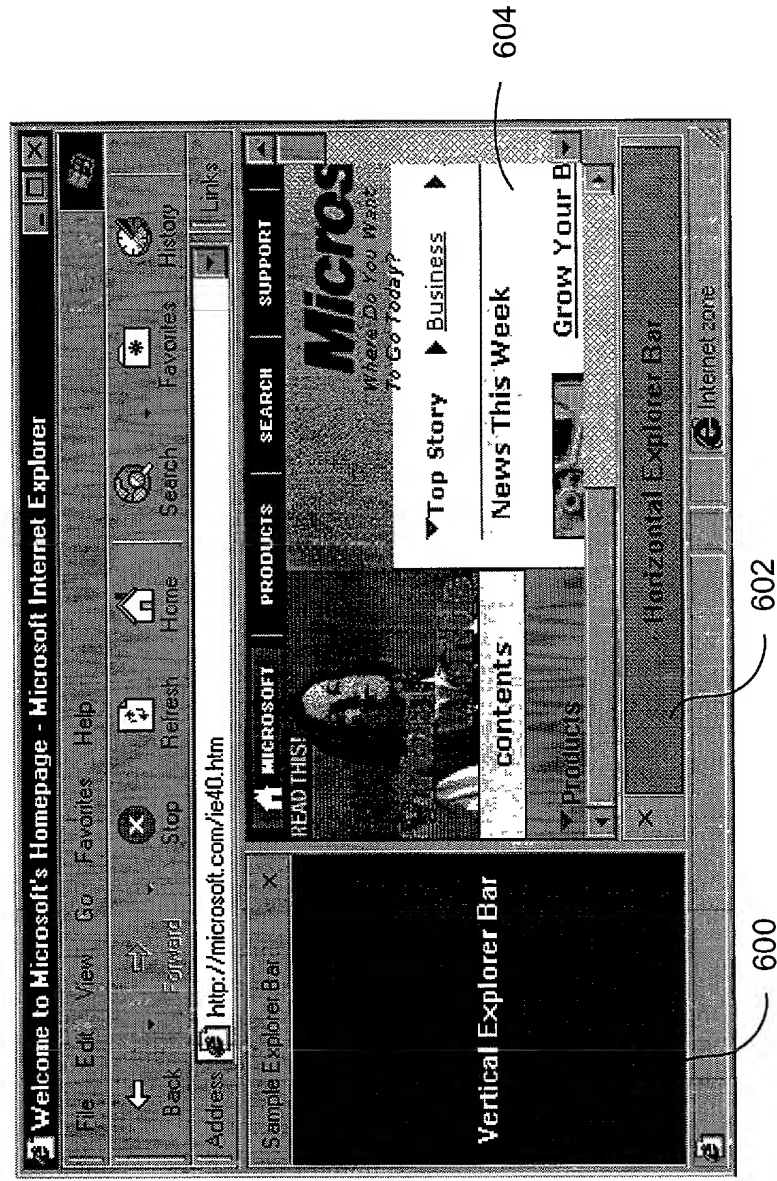 Welcome to Microsoft's Homepage - Microsoft Internet Explorer
File Edit View Go Favorites Help
Back Forward Stop Refresh Home Search Favorites History
Address http://microsoft.com/ie40.htm Links
Sample Explorer Bar
Vertical Explorer Bar
MICROSOFT PRODUCTS SEARCH SUPPORT
READ THIS!
Micros
Where Do You Want
To Go Today?
Top Story Business
News This Week
contents
Grow Your B
Products
Horizontal Explorer Bar
Internet zone
600
602
604